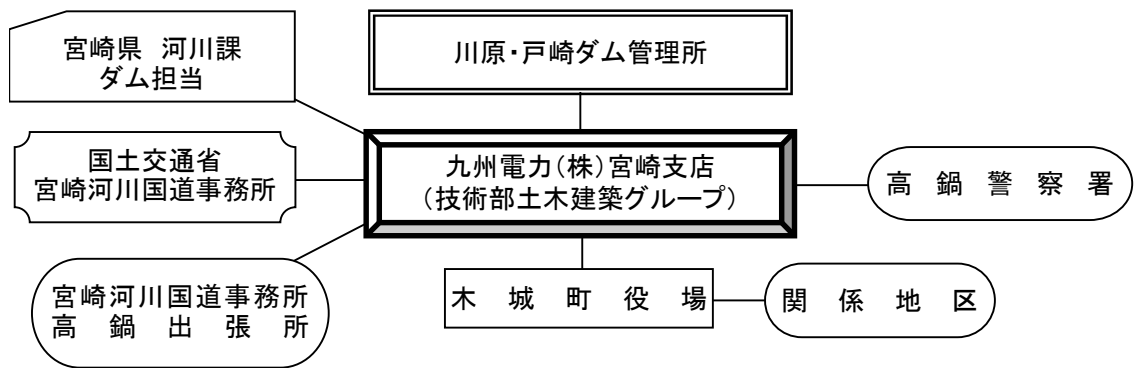 宮崎県 河川課
ダム担当
川原・戸崎ダム管理所
国土交通省
宮崎河川国道事務所
九州電力(株)宮崎支店
(技術部土木建築グループ)
高鍋警察署
宮崎河川国道事務所
高鍋出張所
木城町役場
関係地区